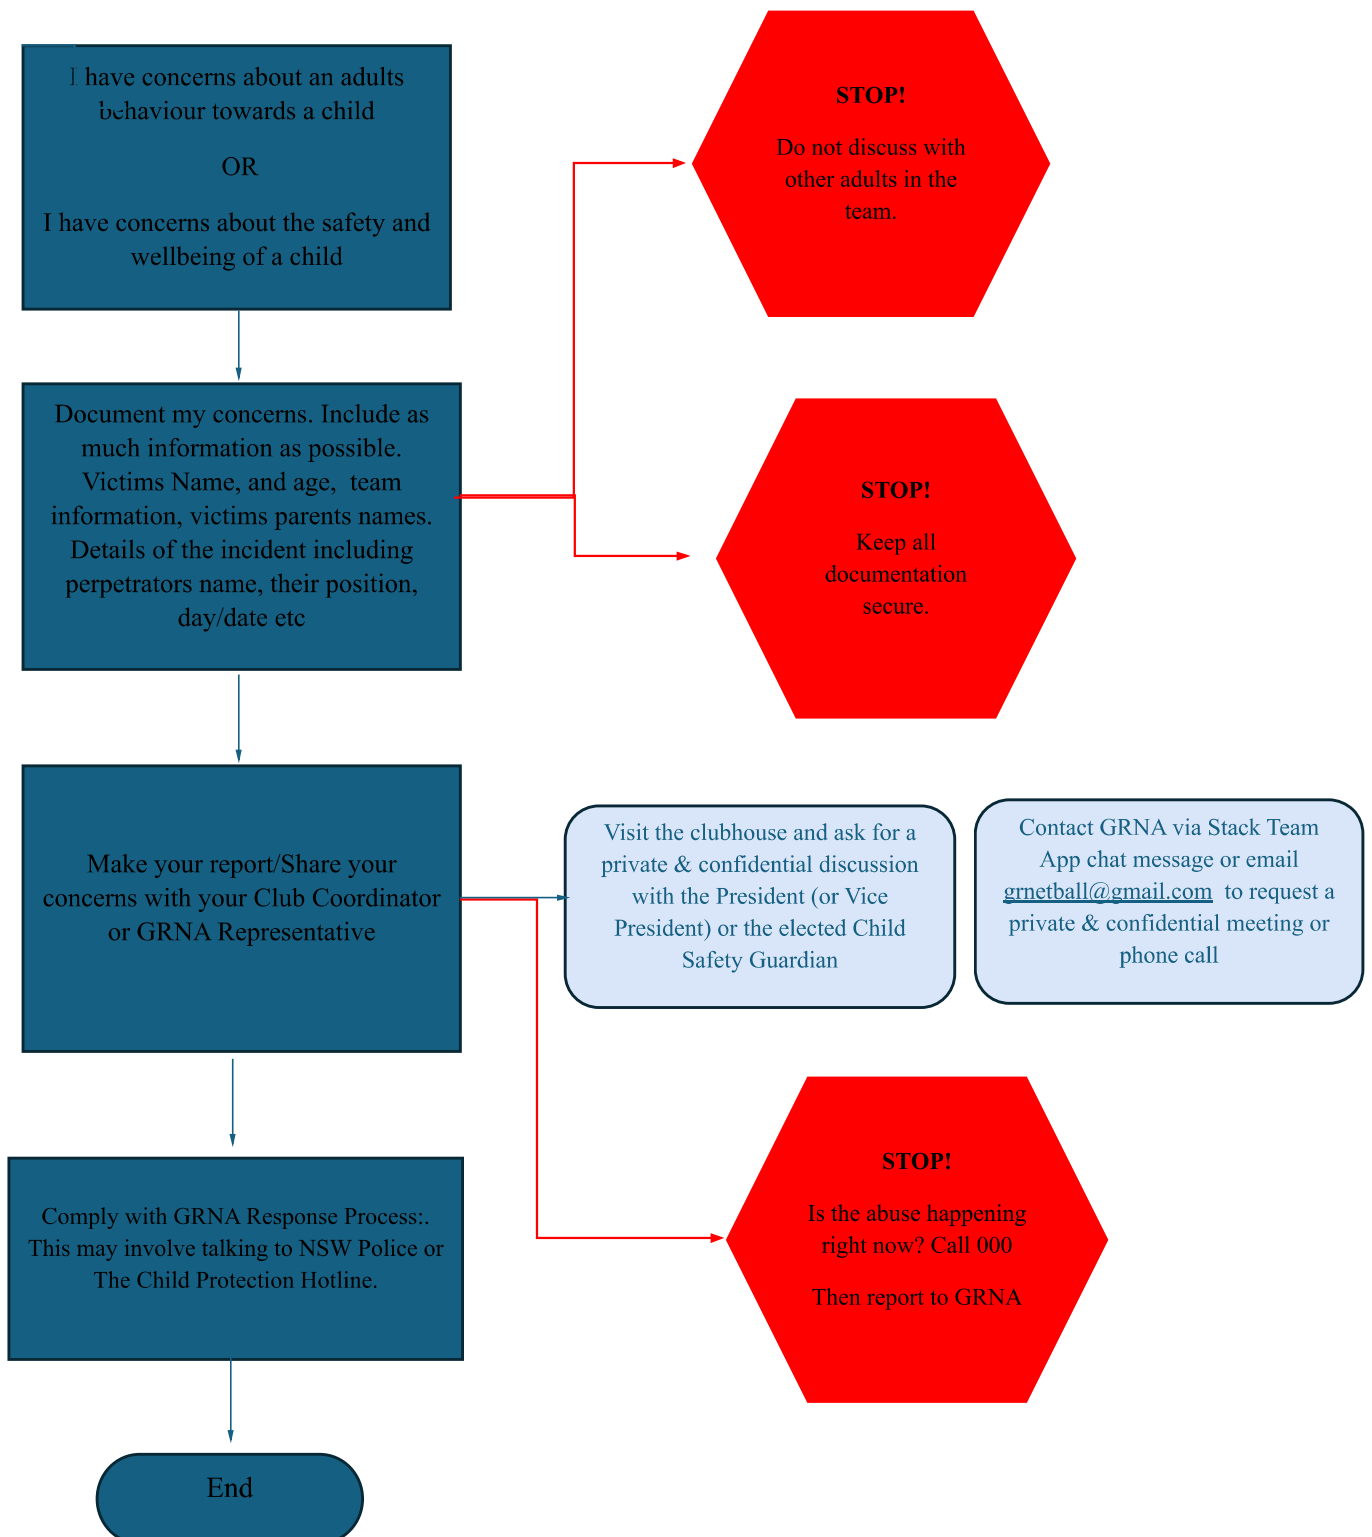 I have concerns about an adults
behaviour towards a child
OR
I have concerns about the safety and
wellbeing of a child
STOP!
Do not discuss with
other adults in the
team.
Document my concerns. Include as
much information as possible.
Victims Name, and age,  team
information, victims parents names.
Details of the incident including
perpetrators name, their position,
day/date etc
STOP!
Keep all
documentation
secure.
Make your report/Share your
concerns with your Club Coordinator
or GRNA Representative
Visit the clubhouse and ask for a
private & confidential discussion
with the President (or Vice
President) or the elected Child
Safety Guardian
Contact GRNA via Stack Team
App chat message or email
grnetball@gmail.com  to request a
private & confidential meeting or
phone call
STOP!
Is the abuse happening
right now? Call 000
Then report to GRNA
Comply with GRNA Response Process:.
This may involve talking to NSW Police or
The Child Protection Hotline.
End